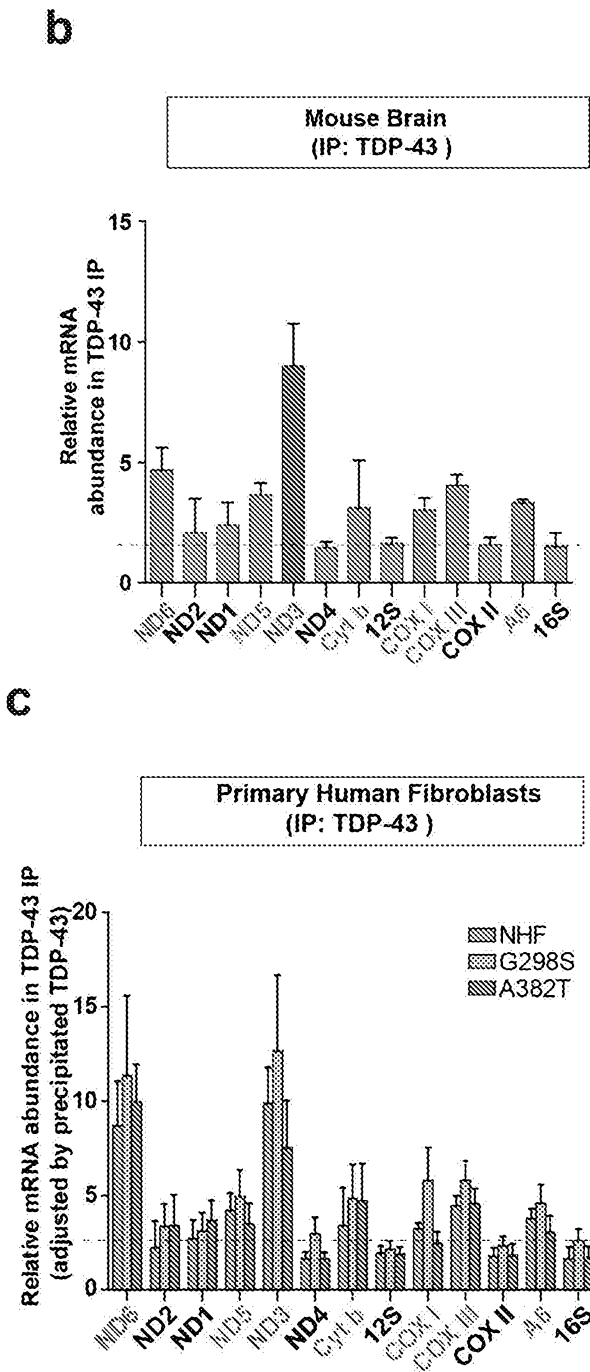 b
Mouse Brain
(IP: TDP-43 )
Relative mRNA
abundance in TDP-43 IP
15
10
5
0
ND6 ND2 ND1 ND5 ND3 ND4 Cyt b 12S COX I COX III COX II A6 16S
c
Primary Human Fibroblasts
(IP: TDP-43 )
Relative mRNA abundance in TDP-43 IP
(adjusted by precipitated TDP-43)
20
15
10
5
0
NHF
G298S
A382T
ND6 ND2 ND1 ND5 ND3 ND4 Cyt b 12S COX I COX III COX II A6 16S